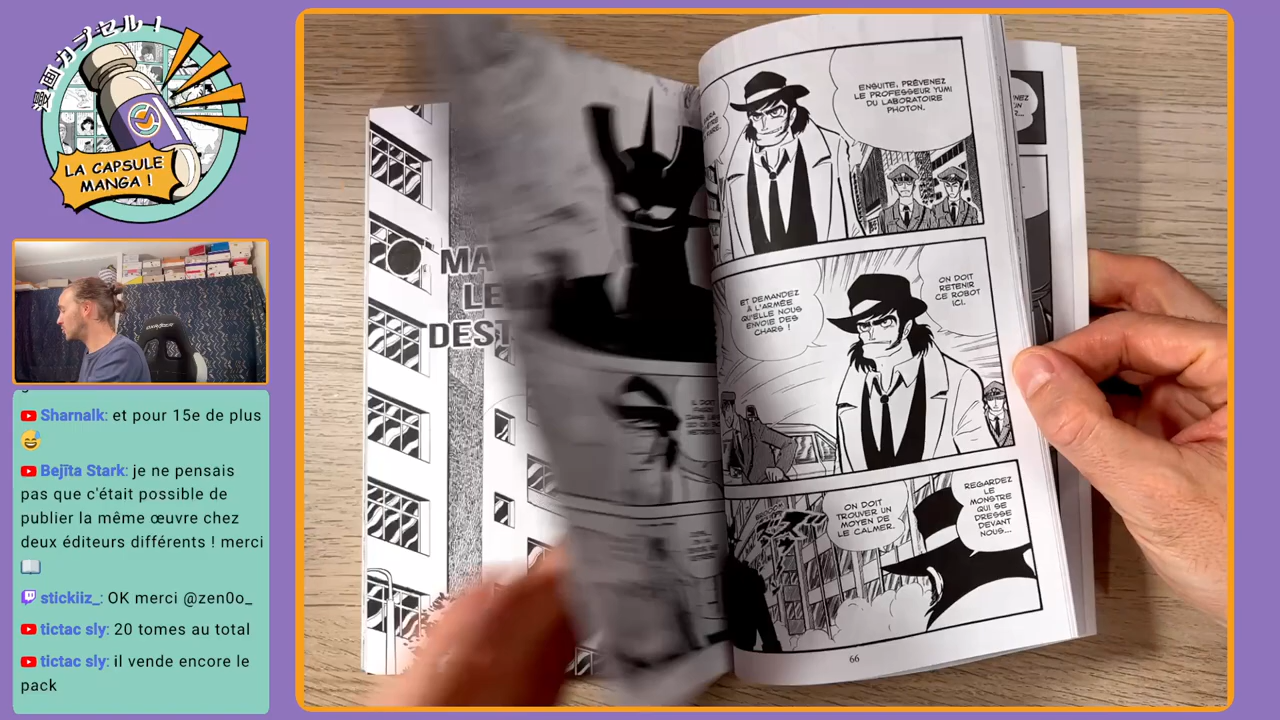 漫画カプセル!
LA CAPSULE
MANGA !
Sharnalk: et pour 15e de plus
😅
Bejīta Stark: je ne pensais
pas que c'était possible de
publier la même œuvre chez
deux éditeurs différents ! merci
📖
stickiiz_: OK merci @zen0o_
tictac sly: 20 tomes au total
tictac sly: il vende encore le
pack
MA
LE
DEST
ENSUITE, PRÉVENEZ
LE PROFESSEUR YUMI
DU LABORATOIRE
PHOTON.
ET DEMANDEZ
À L'ARMÉE
QU'ELLE NOUS
ENVOIE DES
CHARS !
ON DOIT
RETENIR
CE ROBOT
ICI.
ON DOIT
TROUVER UN
MOYEN DE
LE CALMER.
REGARDEZ
LE
MONSTRE
QUI SE
DRESSE
DEVANT
NOUS...
66